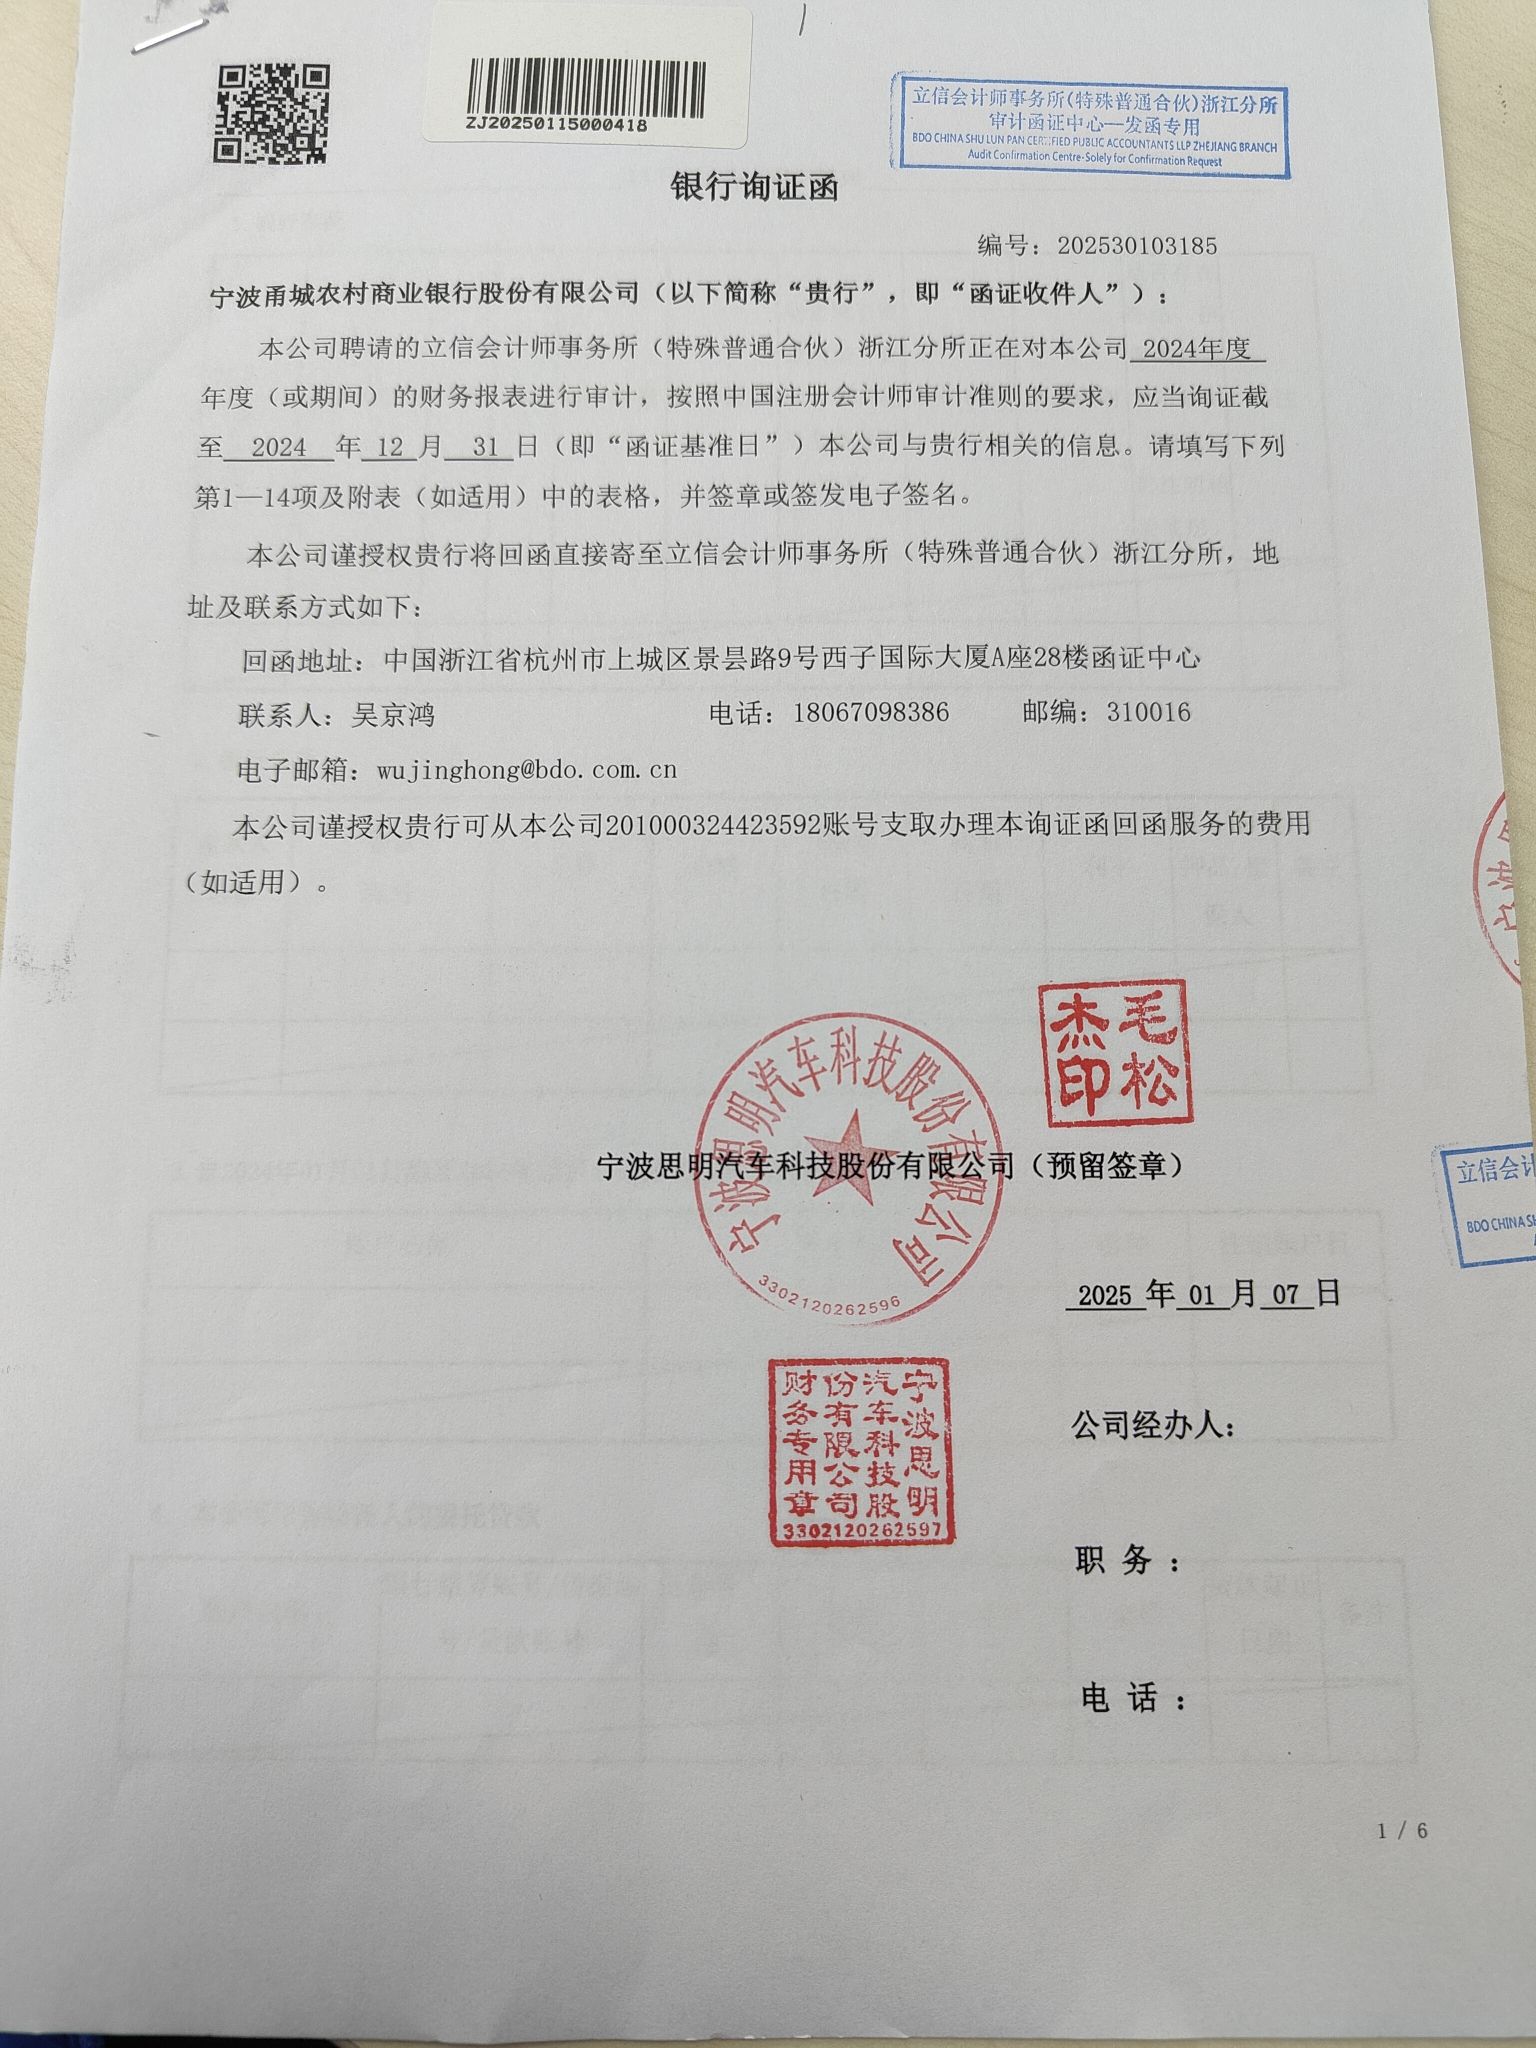 ZJ20250115000418
立信会计师事务所(特殊普通合伙)浙江分所
审计函证中心—发函专用
BDO CHINA SHU LUN PAN CERTIFIED PUBLIC ACCOUNTANTS LLP ZHEJIANG BRANCH
Audit Confirmation Centre-Solely for Confirmation Request
银行询证函
编号：202530103185
宁波甬城农村商业银行股份有限公司（以下简称“贵行”，即“函证收件人”）：
本公司聘请的立信会计师事务所（特殊普通合伙）浙江分所正在对本公司 2024年度
年度（或期间）的财务报表进行审计，按照中国注册会计师审计准则的要求，应当询证截
至 2024 年 12 月 31 日（即“函证基准日”）本公司与贵行相关的信息。请填写下列
第1—14项及附表（如适用）中的表格，并签章或签发电子签名。
本公司谨授权贵行将回函直接寄至立信会计师事务所（特殊普通合伙）浙江分所，地
址及联系方式如下：
回函地址：中国浙江省杭州市上城区景昙路9号西子国际大厦A座28楼函证中心
联系人：吴京鸿 电话：18067098386 邮编：310016
电子邮箱：wujinghong@bdo.com.cn
本公司谨授权贵行可从本公司201000324423592账号支取办理本询证函回函服务的费用
（如适用）。
毛松
杰印
宁波思明汽车科技股份有限公司
3302120262596
宁波思明汽车科技股份有限公司（预留签章）
立信会计
BDO CHINA SH
2025 年 01 月 07 日
宁波思明
汽车科技股
份有限公司
财务专用章
3302120262597
公司经办人：
职 务 ：
电 话 ：
1 / 6